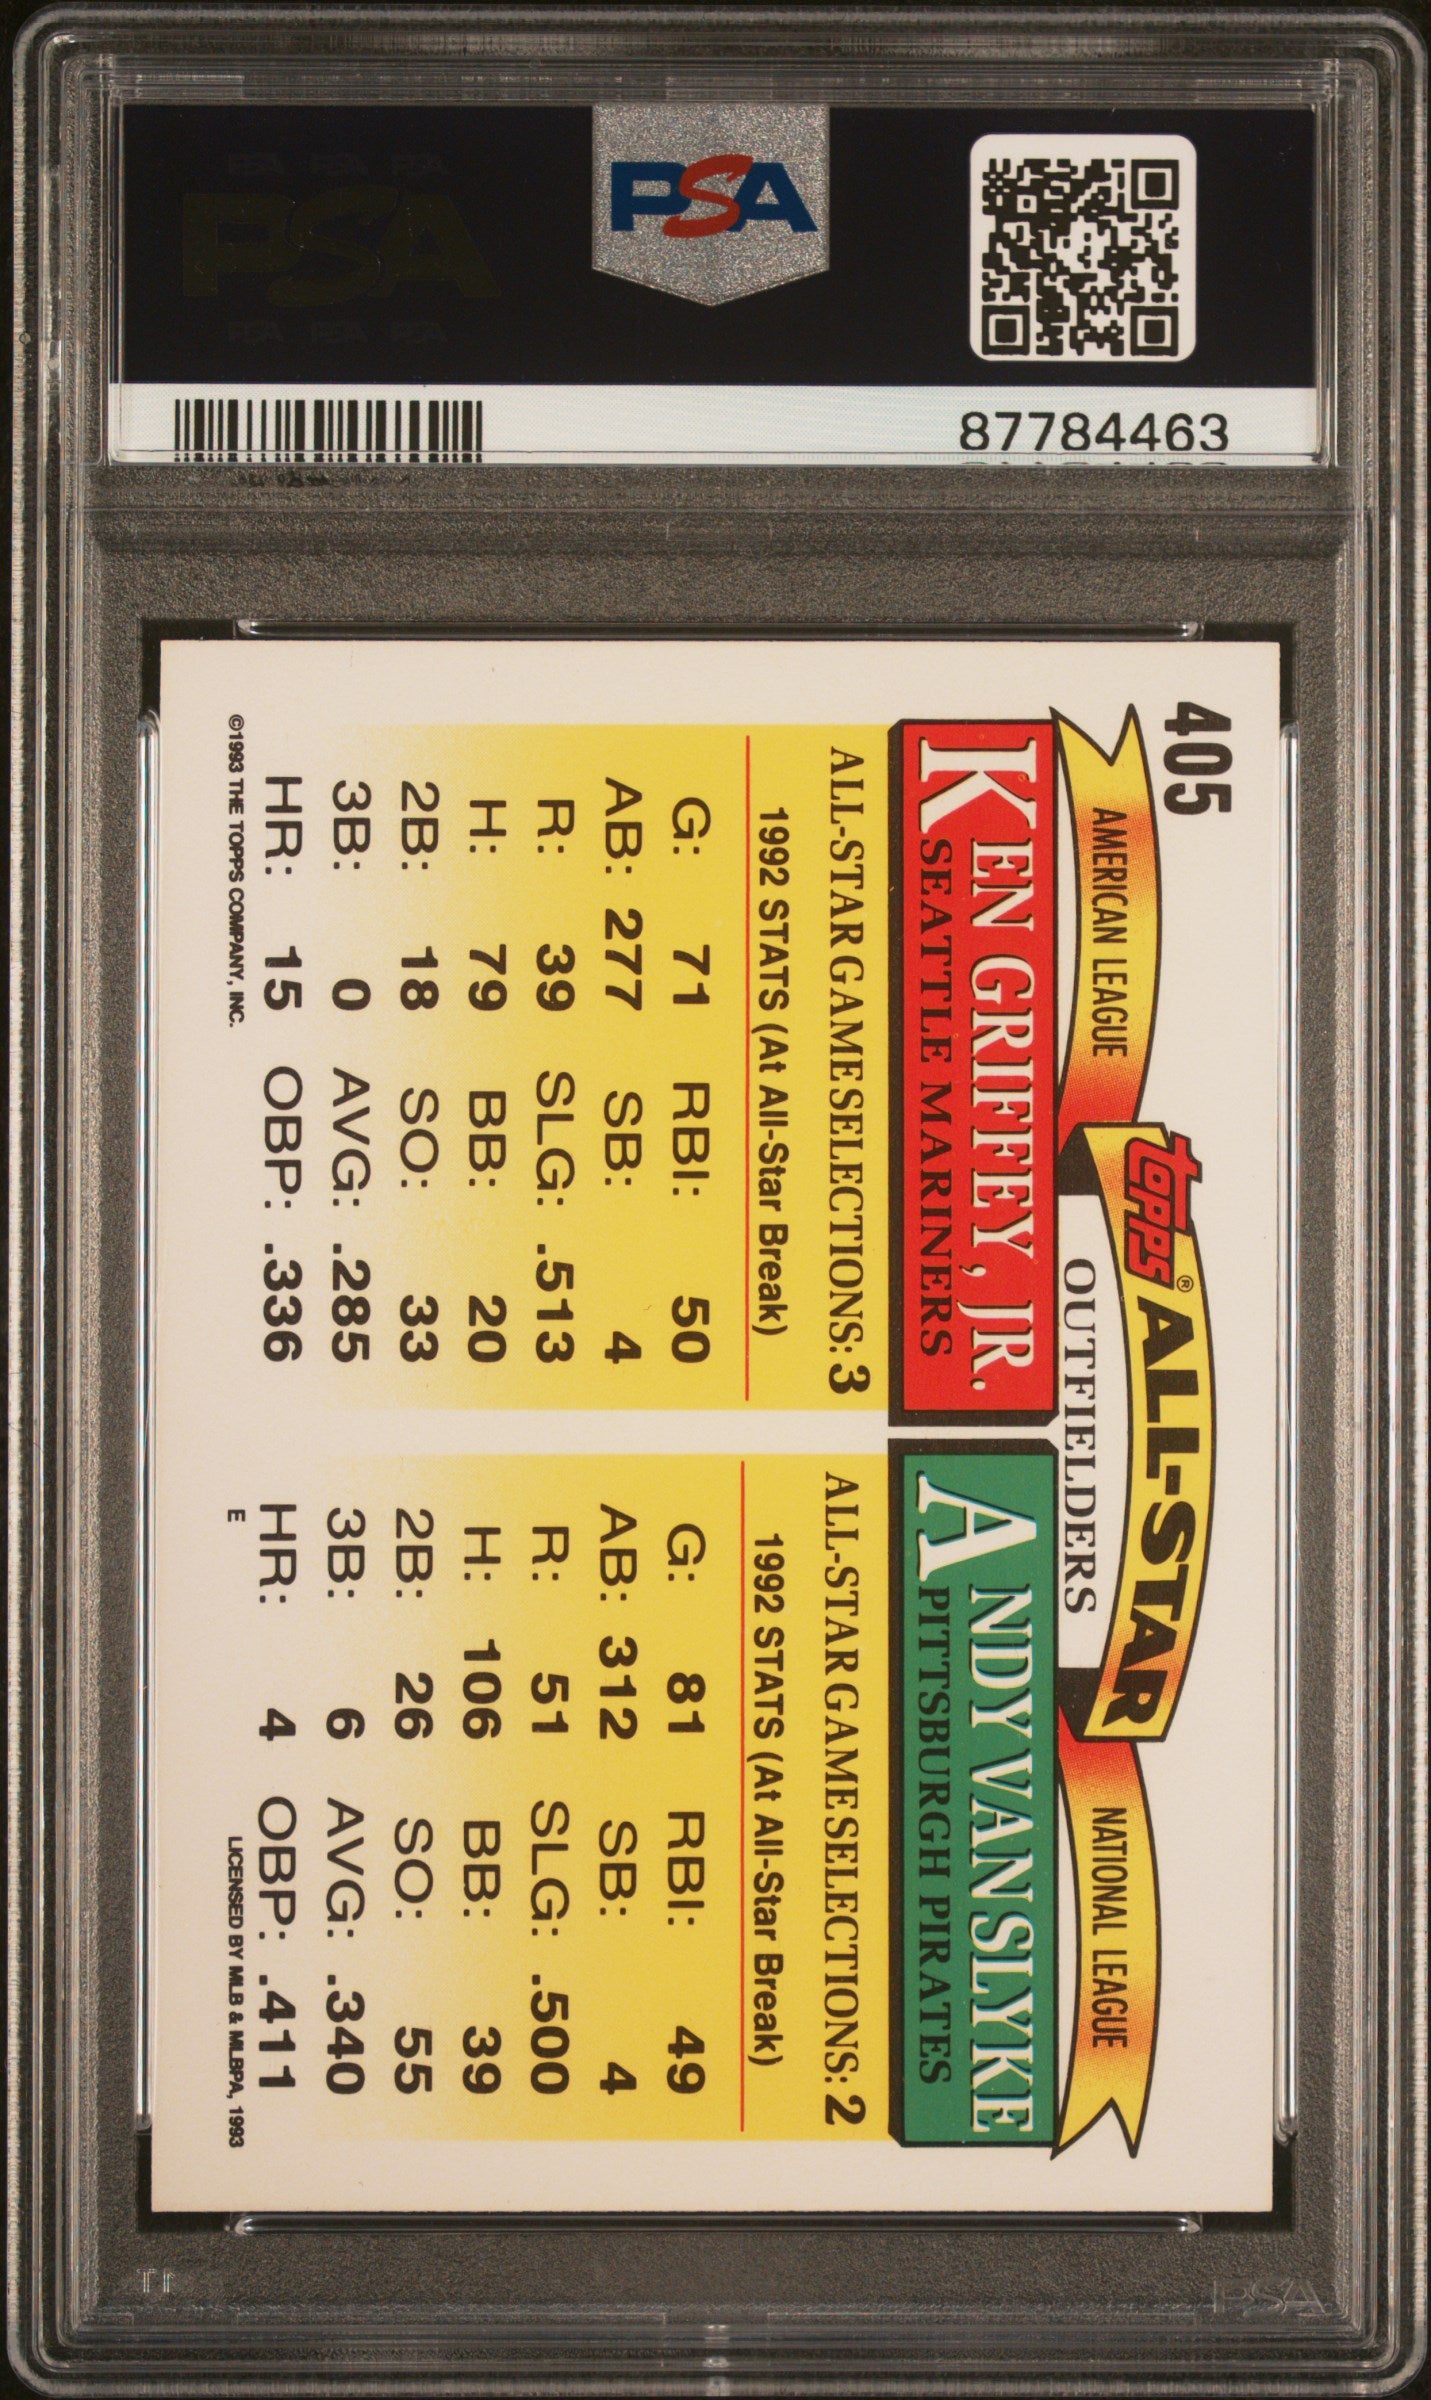 PSA
PSA
87784463
405
AMERICAN LEAGUE
TOPPS® ALL-STAR
NATIONAL LEAGUE
OUTFIELDERS
KEN GRIFFEY, JR.
SEATTLE MARINERS
ALL-STAR GAME SELECTIONS: 3
1992 STATS (At All-Star Break)
G: 71 RBI: 50
AB: 277 SB: 4
R: 39 SLG: .513
H: 79 BB: 20
2B: 18 SO: 33
3B: 0 AVG: .285
HR: 15 OBP: .336
©1993 THE TOPPS COMPANY, INC.
ANDY VAN SLYKE
PITTSBURGH PIRATES
ALL-STAR GAME SELECTIONS: 2
1992 STATS (At All-Star Break)
G: 81 RBI: 49
AB: 312 SB: 4
R: 51 SLG: .500
H: 106 BB: 39
2B: 26 SO: 55
3B: 6 AVG: .340
HR: 4 OBP: .411
E
LICENSED BY MLB & MLBPA, 1993
PSA